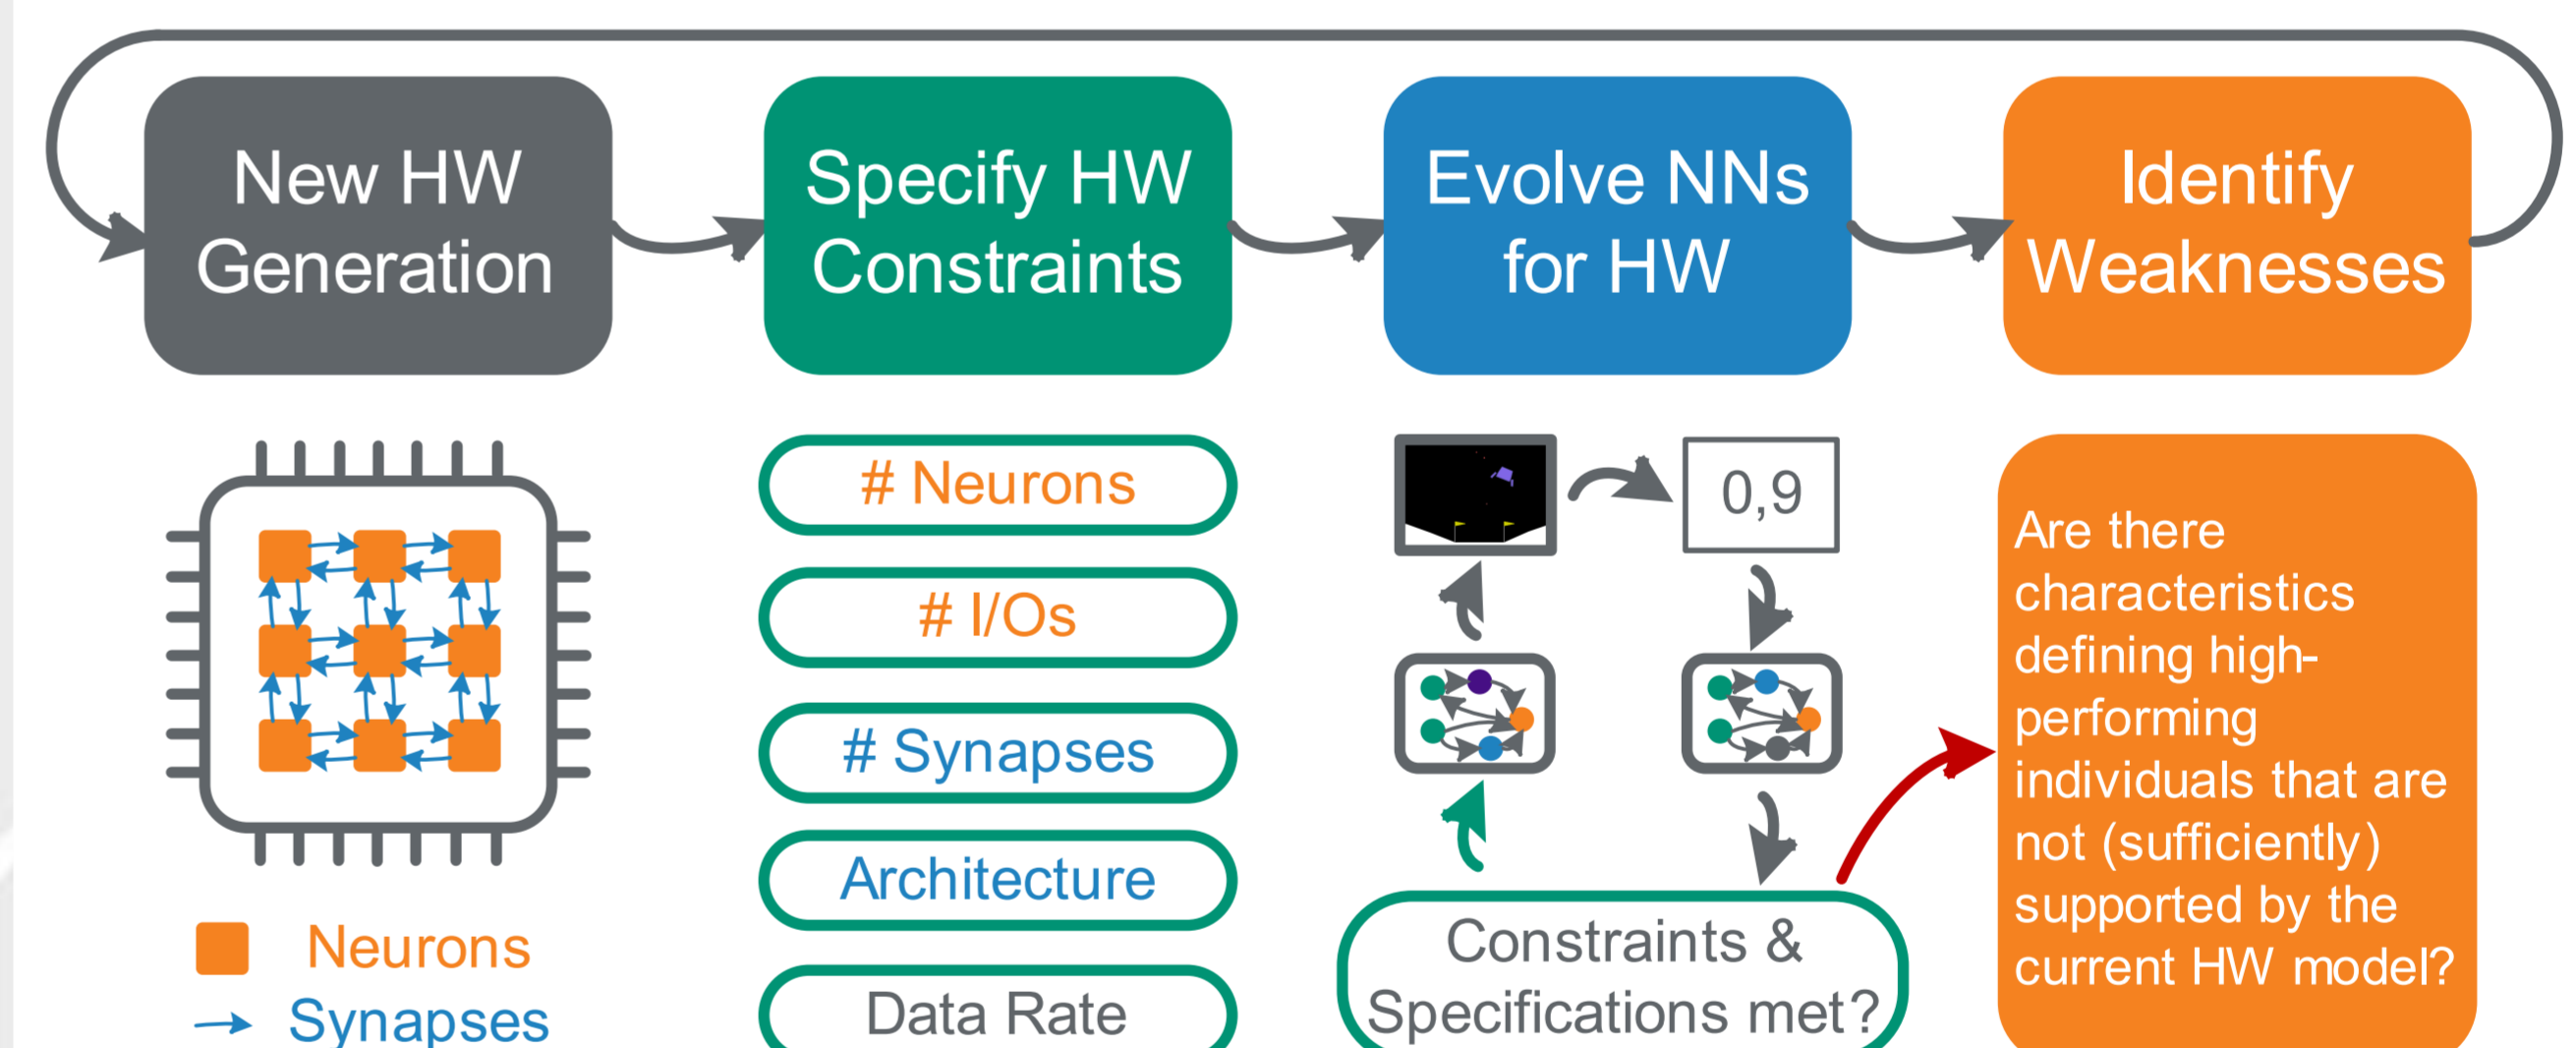 New HW
Generation
Specify HW
Constraints
Evolve NNs
for HW
Identify
Weaknesses
Neurons
Synapses
# Neurons
# I/Os
# Synapses
Architecture
Data Rate
0,9
Constraints &
Specifications met?
Are there
characteristics
defining high-
performing
individuals that are
not (sufficiently)
supported by the
current HW model?